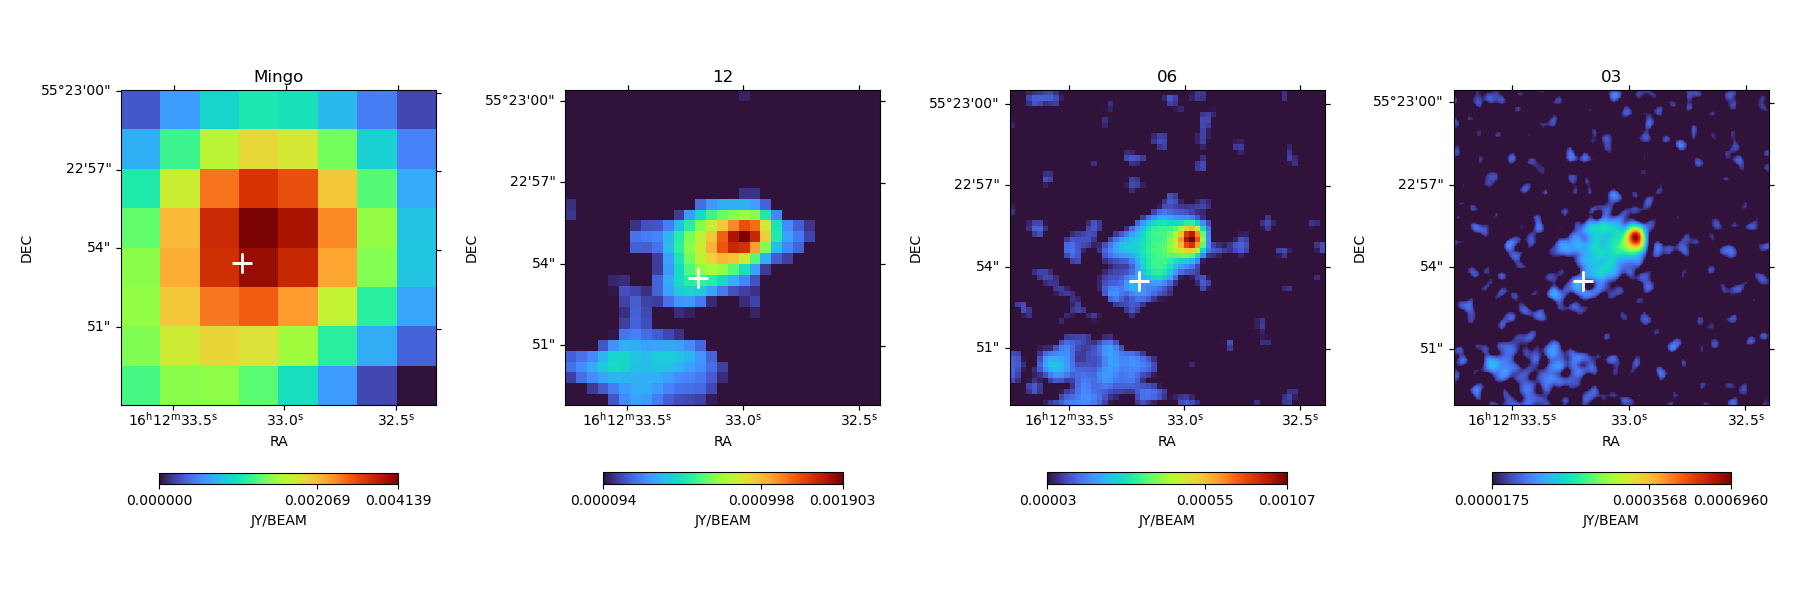 Mingo
55°23'00"
22'57"
54"
51"
DEC
16ʰ12ᵐ33.5ˢ 33.0ˢ 32.5ˢ
RA
0.000000 0.002069 0.004139
JY/BEAM
12
55°23'00"
22'57"
54"
51"
DEC
16ʰ12ᵐ33.5ˢ 33.0ˢ 32.5ˢ
RA
0.000094 0.000998 0.001903
JY/BEAM
06
55°23'00"
22'57"
54"
51"
DEC
16ʰ12ᵐ33.5ˢ 33.0ˢ 32.5ˢ
RA
0.00003 0.00055 0.00107
JY/BEAM
03
55°23'00"
22'57"
54"
51"
DEC
16ʰ12ᵐ33.5ˢ 33.0ˢ 32.5ˢ
RA
0.0000175 0.0003568 0.0006960
JY/BEAM